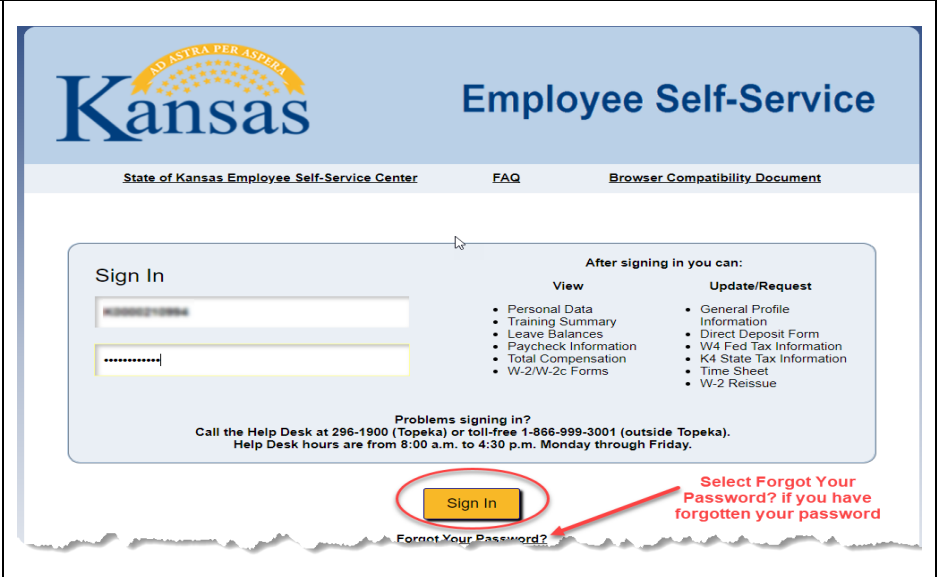 AD ASTRA PER ASPERA
Kansas
Employee Self-Service
State of Kansas Employee Self-Service Center
FAQ
Browser Compatibility Document
Sign In
••••••••••••
After signing in you can:
View
• Personal Data
• Training Summary
• Leave Balances
• Paycheck Information
• Total Compensation
• W-2/W-2c Forms
Update/Request
• General Profile
Information
• Direct Deposit Form
• W4 Fed Tax Information
• K4 State Tax Information
• Time Sheet
• W-2 Reissue
Problems signing in?
Call the Help Desk at 296-1900 (Topeka) or toll-free 1-866-999-3001 (outside Topeka).
Help Desk hours are from 8:00 a.m. to 4:30 p.m. Monday through Friday.
Sign In
Select Forgot Your
Password? if you have
forgotten your password
Forgot Your Password?